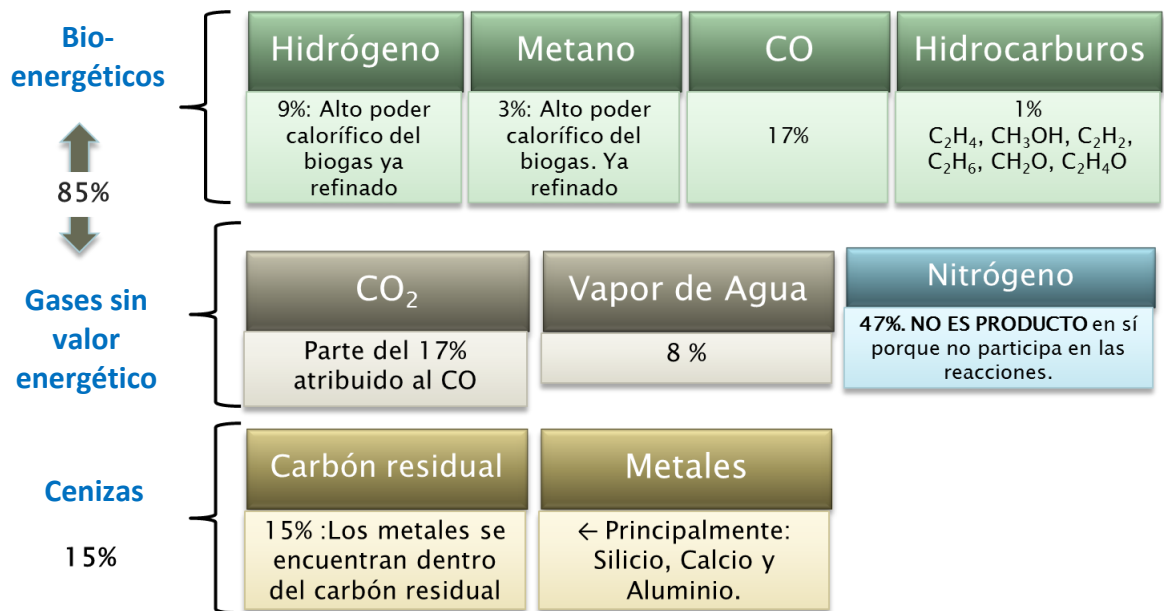 Bio-
energéticos
Hidrógeno
9%: Alto poder
calorífico del
biogas ya
refinado
Metano
3%: Alto poder
calorífico del
biogas. Ya
refinado
CO
17%
Hidrocarburos
1%
C₂H₄, CH₃OH, C₂H₂,
C₂H₆, CH₂O, C₂H₄O
85%
Gases sin
valor
energético
CO₂
Parte del 17%
atribuido al CO
Vapor de Agua
8 %
Nitrógeno
47%. NO ES PRODUCTO en sí
porque no participa en las
reacciones.
Cenizas
15%
Carbón residual
15% :Los metales se
encuentran dentro
del carbón residual
Metales
← Principalmente:
Silicio, Calcio y
Aluminio.